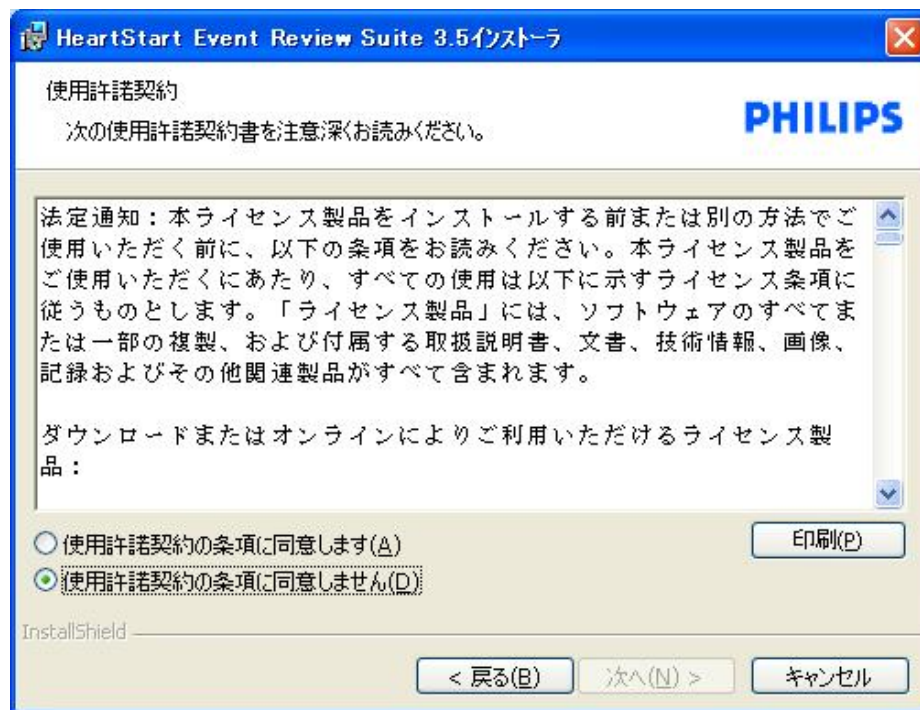 HeartStart Event Review Suite 3.5インストーラ
使用許諾契約
次の使用許諾契約書を注意深くお読みください。
PHILIPS
法定通知：本ライセンス製品をインストールする前または別の方法でご
使用いただく前に、以下の条項をお読みください。本ライセンス製品を
ご使用いただくにあたり、すべての使用は以下に示すライセンス条項に
従うものとします。「ライセンス製品」には、ソフトウェアのすべてま
たは一部の複製、および付属する取扱説明書、文書、技術情報、画像、
記録およびその他関連製品がすべて含まれます。
ダウンロードまたはオンラインによりご利用いただけるライセンス製
品：
使用許諾契約の条項に同意します(A)
印刷(P)
使用許諾契約の条項に同意しません(D)
InstallShield
< 戻る(B)
次へ(N) >
キャンセル